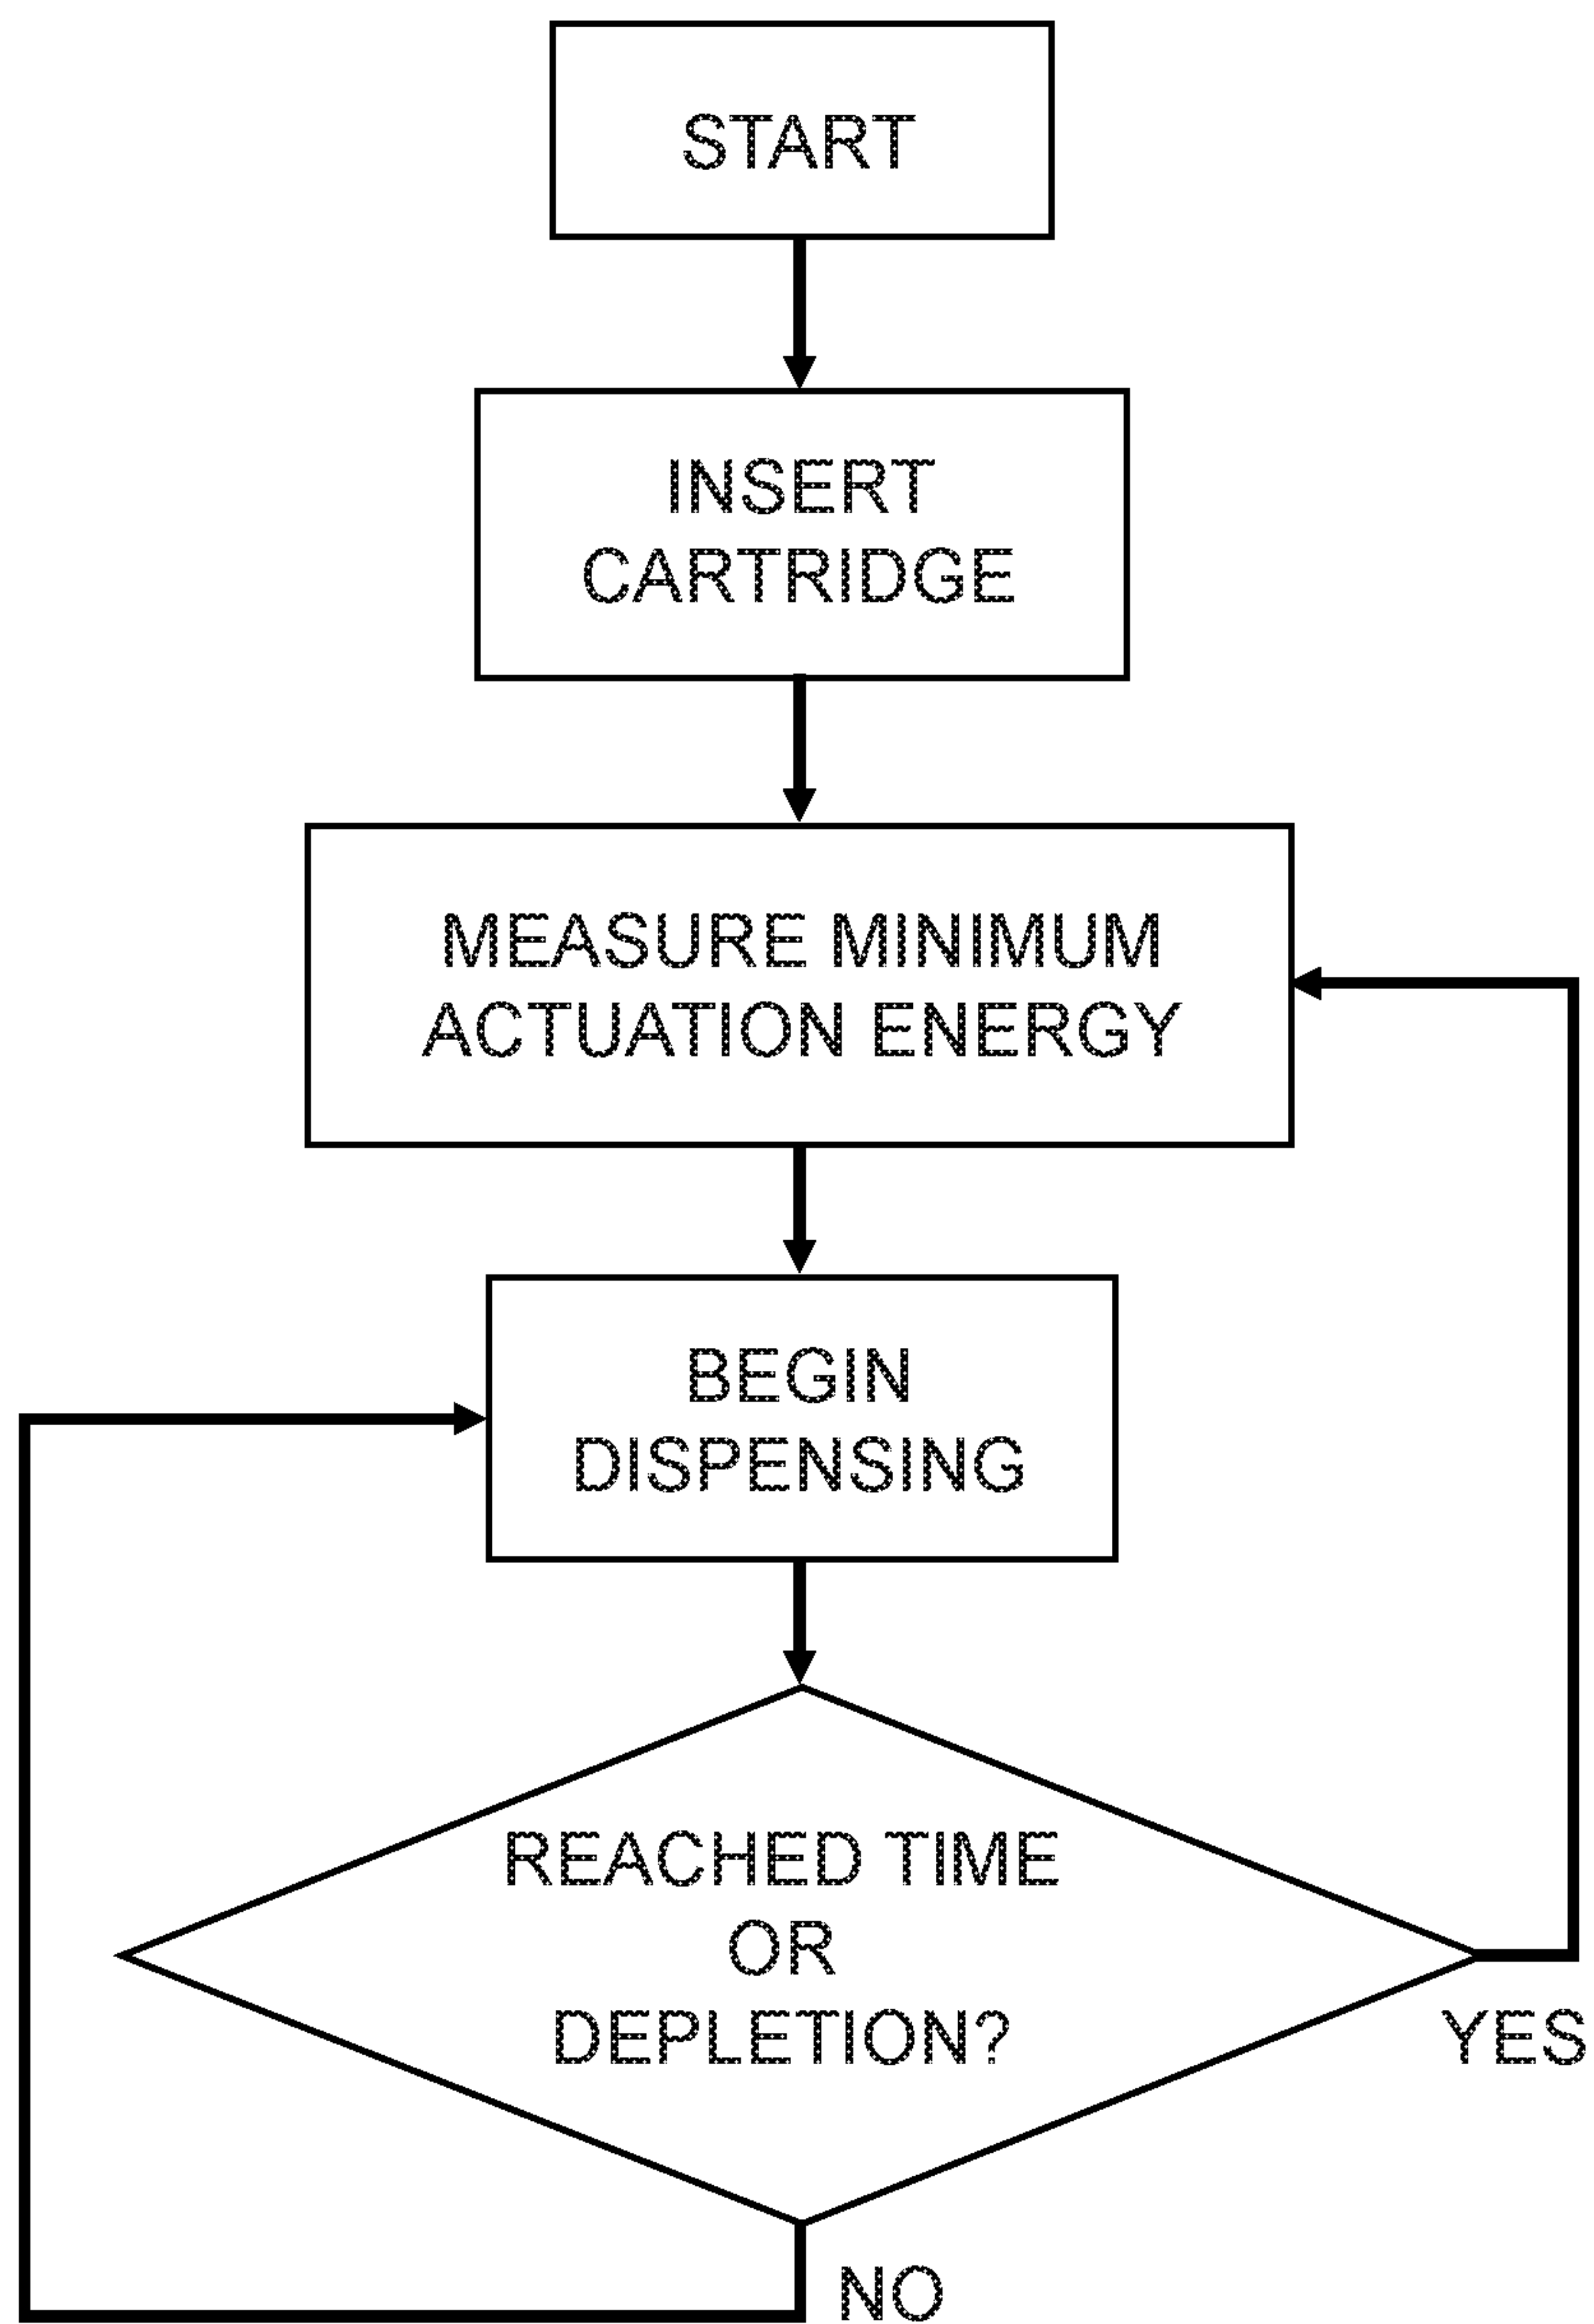 START
INSERT
CARTRIDGE
MEASURE MINIMUM
ACTUATION ENERGY
BEGIN
DISPENSING
REACHED TIME
OR
DEPLETION?
YES
NO